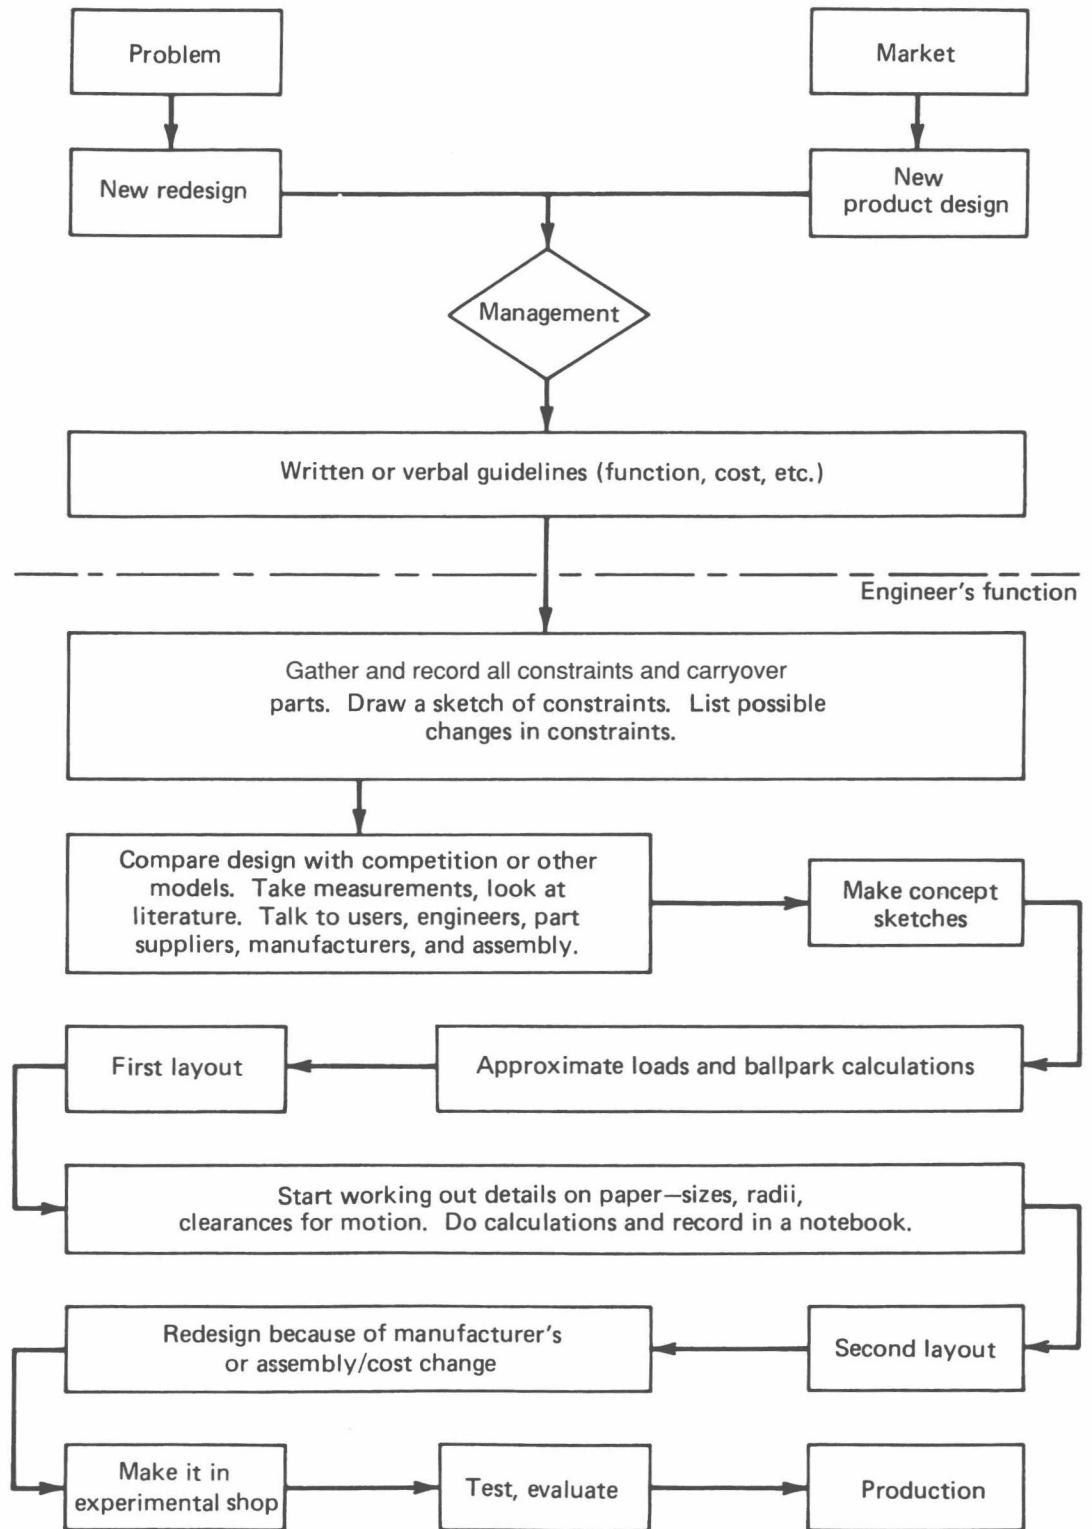 Problem
Market
New redesign
New
product design
Management
Written or verbal guidelines (function, cost, etc.)
Engineer's function
Gather and record all constraints and carryover
parts. Draw a sketch of constraints. List possible
changes in constraints.
Compare design with competition or other
models. Take measurements, look at
literature. Talk to users, engineers, part
suppliers, manufacturers, and assembly.
Make concept
sketches
Approximate loads and ballpark calculations
First layout
Start working out details on paper—sizes, radii,
clearances for motion. Do calculations and record in a notebook.
Second layout
Redesign because of manufacturer's
or assembly/cost change
Make it in
experimental shop
Test, evaluate
Production